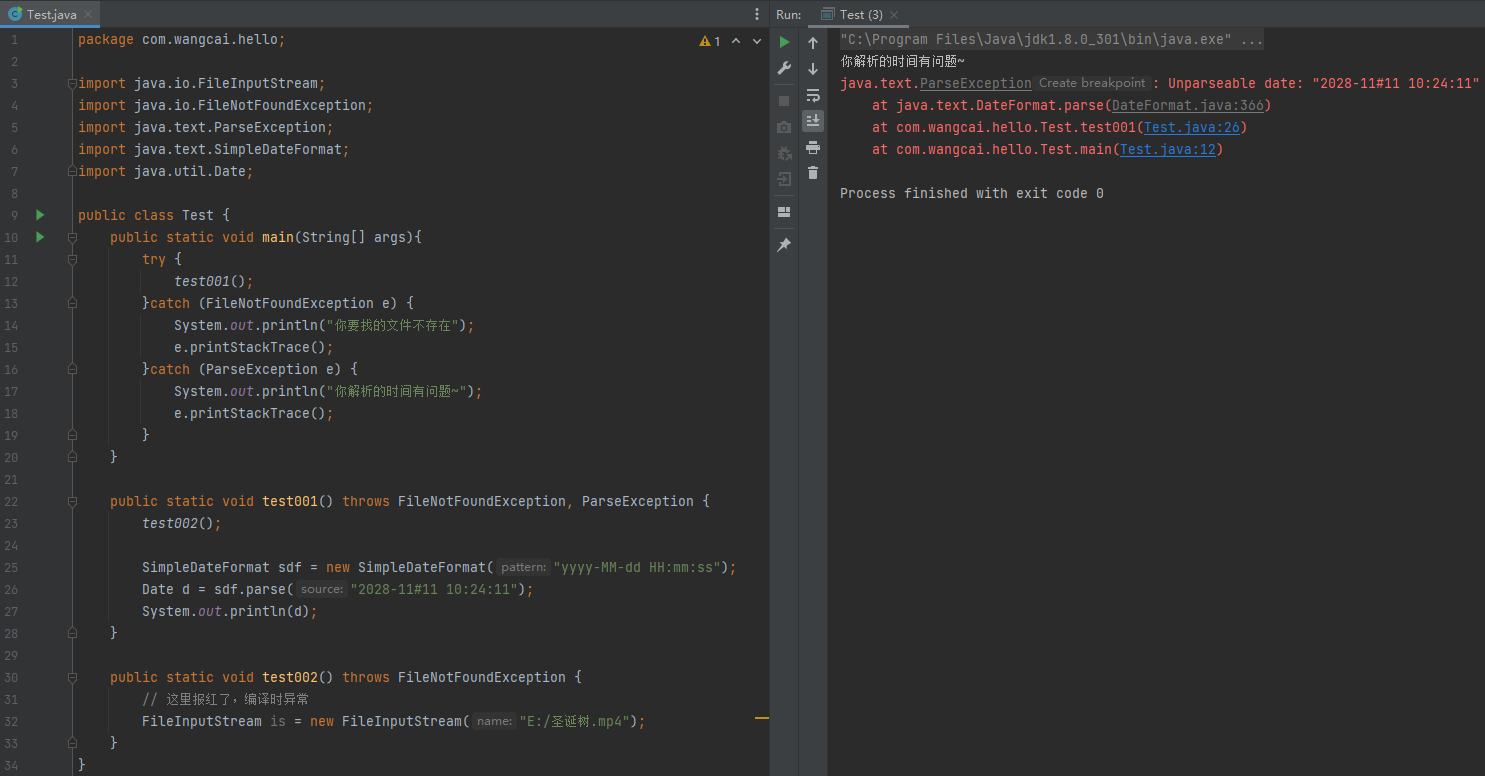 Test.java
1 package com.wangcai.hello;
2
3 import java.io.FileInputStream;
4 import java.io.FileNotFoundException;
5 import java.text.ParseException;
6 import java.text.SimpleDateFormat;
7 import java.util.Date;
8
9 public class Test {
10 public static void main(String[] args){
11 try {
12 test001();
13 }catch (FileNotFoundException e) {
14 System.out.println("你要找的文件不存在");
15 e.printStackTrace();
16 }catch (ParseException e) {
17 System.out.println("你解析的时间有问题~");
18 e.printStackTrace();
19 }
20 }
21
22 public static void test001() throws FileNotFoundException, ParseException {
23 test002();
24
25 SimpleDateFormat sdf = new SimpleDateFormat( pattern: "yyyy-MM-dd HH:mm:ss");
26 Date d = sdf.parse( source: "2028-11#11 10:24:11");
27 System.out.println(d);
28 }
29
30 public static void test002() throws FileNotFoundException {
31 // 这里报红了，编译时异常
32 FileInputStream is = new FileInputStream( name: "E:/圣诞树.mp4");
33 }
34 }
1
Run: Test (3)
"C:\Program Files\Java\jdk1.8.0_301\bin\java.exe" ...
你解析的时间有问题~
java.text.ParseException Create breakpoint : Unparseable date: "2028-11#11 10:24:11"
at java.text.DateFormat.parse(DateFormat.java:366)
at com.wangcai.hello.Test.test001(Test.java:26)
at com.wangcai.hello.Test.main(Test.java:12)
Process finished with exit code 0